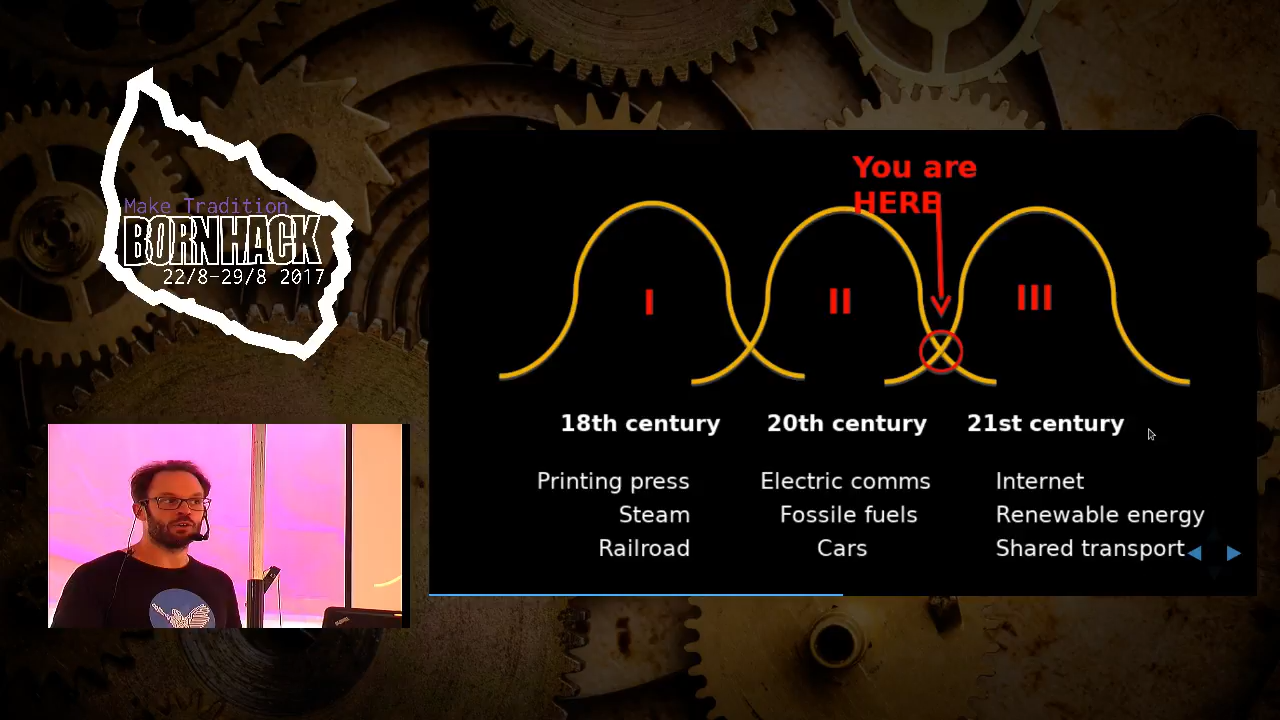 Make Tradition
BORNHACK
22/8-29/8 2017
You are
HERE
I
II
III
18th century
20th century
21st century
Printing press
Electric comms
Internet
Steam
Fossile fuels
Renewable energy
Railroad
Cars
Shared transport